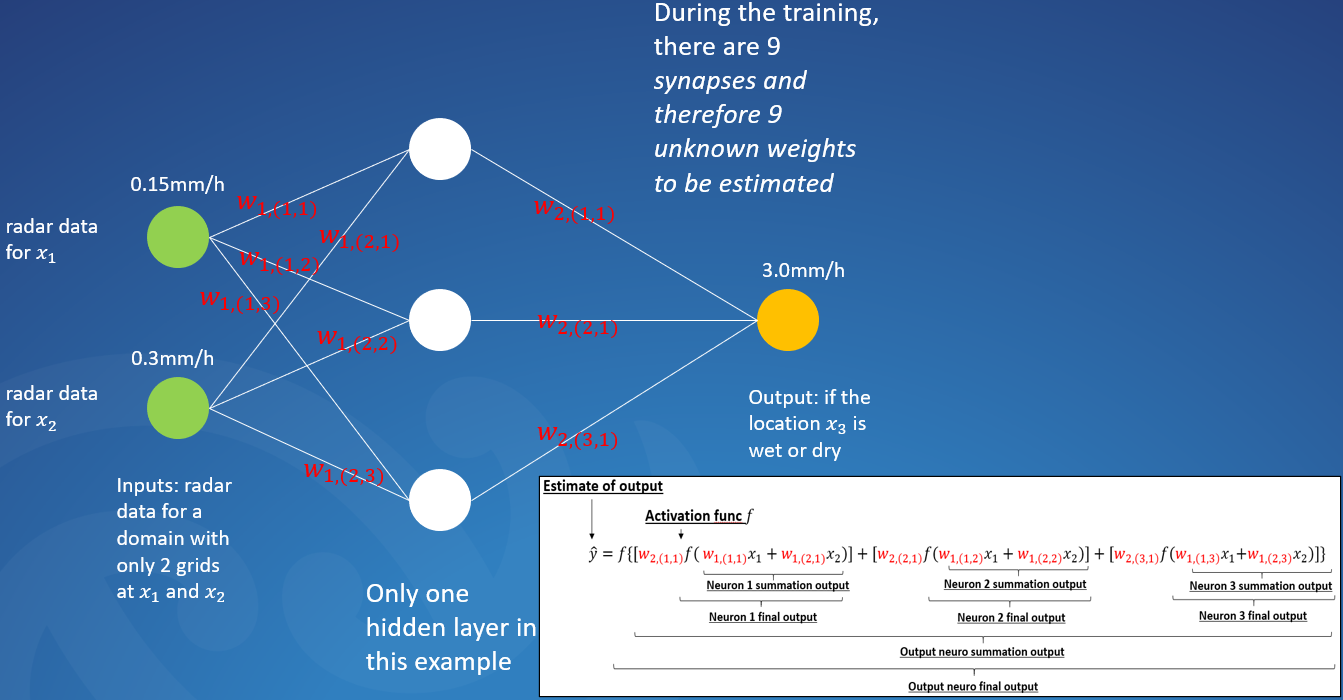 During the training,
there are 9
synapses and
therefore 9
unknown weights
to be estimated
0.15mm/h
radar data
for x₁
w₁,(₁,₁)
w₁,(₂,₁)
w₁,(₁,₂)
w₁,(₁,₃)
w₁,(₂,₂)
w₁,(₂,₃)
w₂,(₁,₁)
w₂,(₂,₁)
w₂,(₃,₁)
0.3mm/h
radar data
for x₂
3.0mm/h
Output: if the
location x₃ is
wet or dry
Inputs: radar
data for a
domain with
only 2 grids
at x₁ and x₂
Only one
hidden layer in
this example
Estimate of output
Activation func f
ŷ = f{[w₂,(₁,₁)f( w₁,(₁,₁)x₁ + w₁,(₂,₁)x₂)] + [w₂,(₂,₁)f(w₁,(₁,₂)x₁ + w₁,(₂,₂)x₂)] + [w₂,(₃,₁)f(w₁,(₁,₃)x₁+w₁,(₂,₃)x₂)]}
Neuron 1 summation output
Neuron 2 summation output
Neuron 3 summation output
Neuron 1 final output
Neuron 2 final output
Neuron 3 final output
Output neuro summation output
Output neuro final output